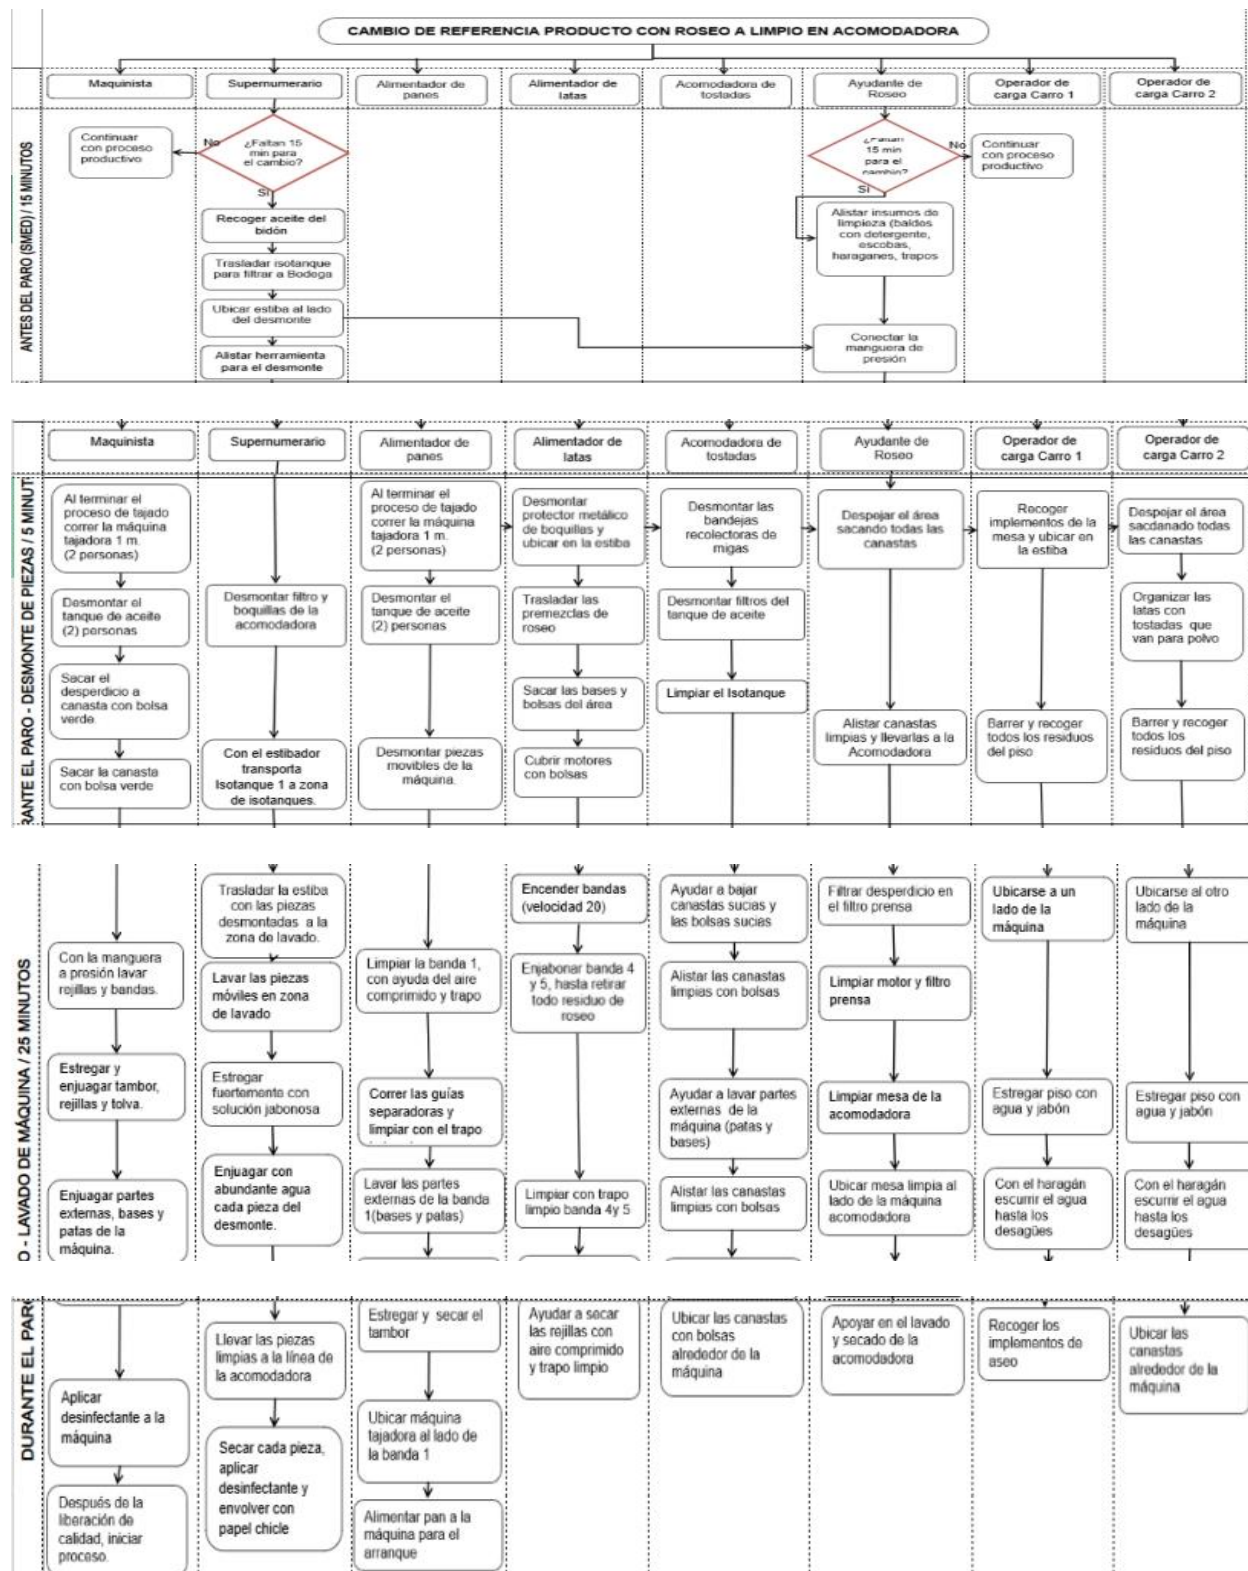 CAMBIO DE REFERENCIA PRODUCTO CON ROSEO A LIMPIO EN ACOMODADORA
Maquinista
Supernumerario
Alimentador de
panes
Alimentador de
latas
Acomodadora de
tostadas
Ayudante de
Roseo
Operador de
carga Carro 1
Operador de
carga Carro 2
ANTES DEL PARO (SMED) / 15 MINUTOS
Continuar
con proceso
productivo
No
¿Faltan 15
min para
el cambio?
Si
Recoger aceite del
bidón
Trasladar isotanque
para filtrar a Bodega
Ubicar estiba al lado
del desmonte
Alistar herramienta
para el desmonte
¿Faltan
15 min
para el
cambio?
No
Si
Continuar
con proceso
productivo
Alistar insumos de
limpieza (baldes
con detergente,
escobas,
haraganes, trapos
Conectar la
manguera de
presión
Maquinista
Supernumerario
Alimentador de
panes
Alimentador de
latas
Acomodadora de
tostadas
Ayudante de
Roseo
Operador de
carga Carro 1
Operador de
carga Carro 2
RANTE EL PARO - DESMONTE DE PIEZAS / 5 MINUT
Al terminar el
proceso de tajado
correr la máquina
tajadora 1 m.
(2 personas)
Desmontar el
tanque de aceite
(2) personas
Sacar el
desperdicio a
canasta con bolsa
verde
Sacar la canasta
con bolsa verde
Desmontar filtro y
boquillas de la
acomodadora
Con el estibador
transporta
Isotanque 1 a zona
de isotanques.
Al terminar el
proceso de tajado
correr la máquina
tajadora 1 m.
(2 personas)
Desmontar el
tanque de aceite
(2) personas
Desmontar piezas
movibles de la
máquina.
Desmontar
protector metálico
de boquillas y
ubicar en la estiba
Trasladar las
premezclas de
roseo
Sacar las bases y
bolsas del área
Cubrir motores
con bolsas
Desmontar las
bandejas
recolectoras de
migas
Desmontar filtros del
tanque de aceite
Limpiar el Isotanque
Despejar el área
sacando todas las
canastas
Alistar canastas
limpias y llevarlas a la
Acomodadora
Recoger
implementos de la
mesa y ubicar en
la estiba
Barrer y recoger
todos los residuos
del piso
Despejar el área
sacdanado todas
las canastas
Organizar las
latas con
tostadas que
van para polvo
Barrer y recoger
todos los
residuos del piso
O - LAVADO DE MÁQUINA / 25 MINUTOS
Con la manguera
a presión lavar
rejillas y bandas.
Estregar y
enjuagar tambor,
rejillas y tolva.
Enjuagar partes
externas, bases y
patas de la
máquina.
Trasladar la estiba
con las piezas
desmontadas a la
zona de lavado.
Lavar las piezas
móviles en zona
de lavado
Estregar
fuertemente con
solución jabonosa
Enjuagar con
abundante agua
cada pieza del
desmonte.
Limpiar la banda 1,
con ayuda del aire
comprimido y trapo
Correr las guías
separadoras y
limpiar con el trapo
Lavar las partes
externas de la banda
1(bases y patas)
Encender bandas
(velocidad 20)
Enjabonar banda 4
y 5, hasta retirar
todo residuo de
roseo
Limpiar con trapo
limpio banda 4y 5
Ayudar a bajar
canastas sucias y
las bolsas sucias
Alistar las canastas
limpias con bolsas
Ayudar a lavar partes
externas de la
máquina (patas y
bases)
Alistar las canastas
limpias con bolsas
Filtrar desperdicio en
el filtro prensa
Limpiar motor y filtro
prensa
Limpiar mesa de la
acomodadora
Ubicar mesa limpia al
lado de la máquina
acomodadora
Ubicarse a un
lado de la
máquina
Estregar piso con
agua y jabón
Con el haragán
escurrir el agua
hasta los
desagües
Ubicarse al otro
lado de la
máquina
Estregar piso con
agua y jabón
Con el haragán
escurrir el agua
hasta los
desagües
DURANTE EL PAR
Aplicar
desinfectante a la
máquina
Después de la
liberación de
calidad, iniciar
proceso.
Llevar las piezas
limpias a la línea de
la acomodadora
Secar cada pieza,
aplicar
desinfectante y
envolver con
papel chicle
Estregar y secar el
tambor
Ubicar máquina
tajadora al lado de
la banda 1
Alimentar pan a la
máquina para el
arranque
Ayudar a secar
las rejillas con
aire comprimido
y trapo limpio
Ubicar las canastas
con bolsas
alrededor de la
máquina
Apoyar en el lavado
y secado de la
acomodadora
Recoger los
implementos de
aseo
Ubicar las
canastas
alrededor de la
máquina